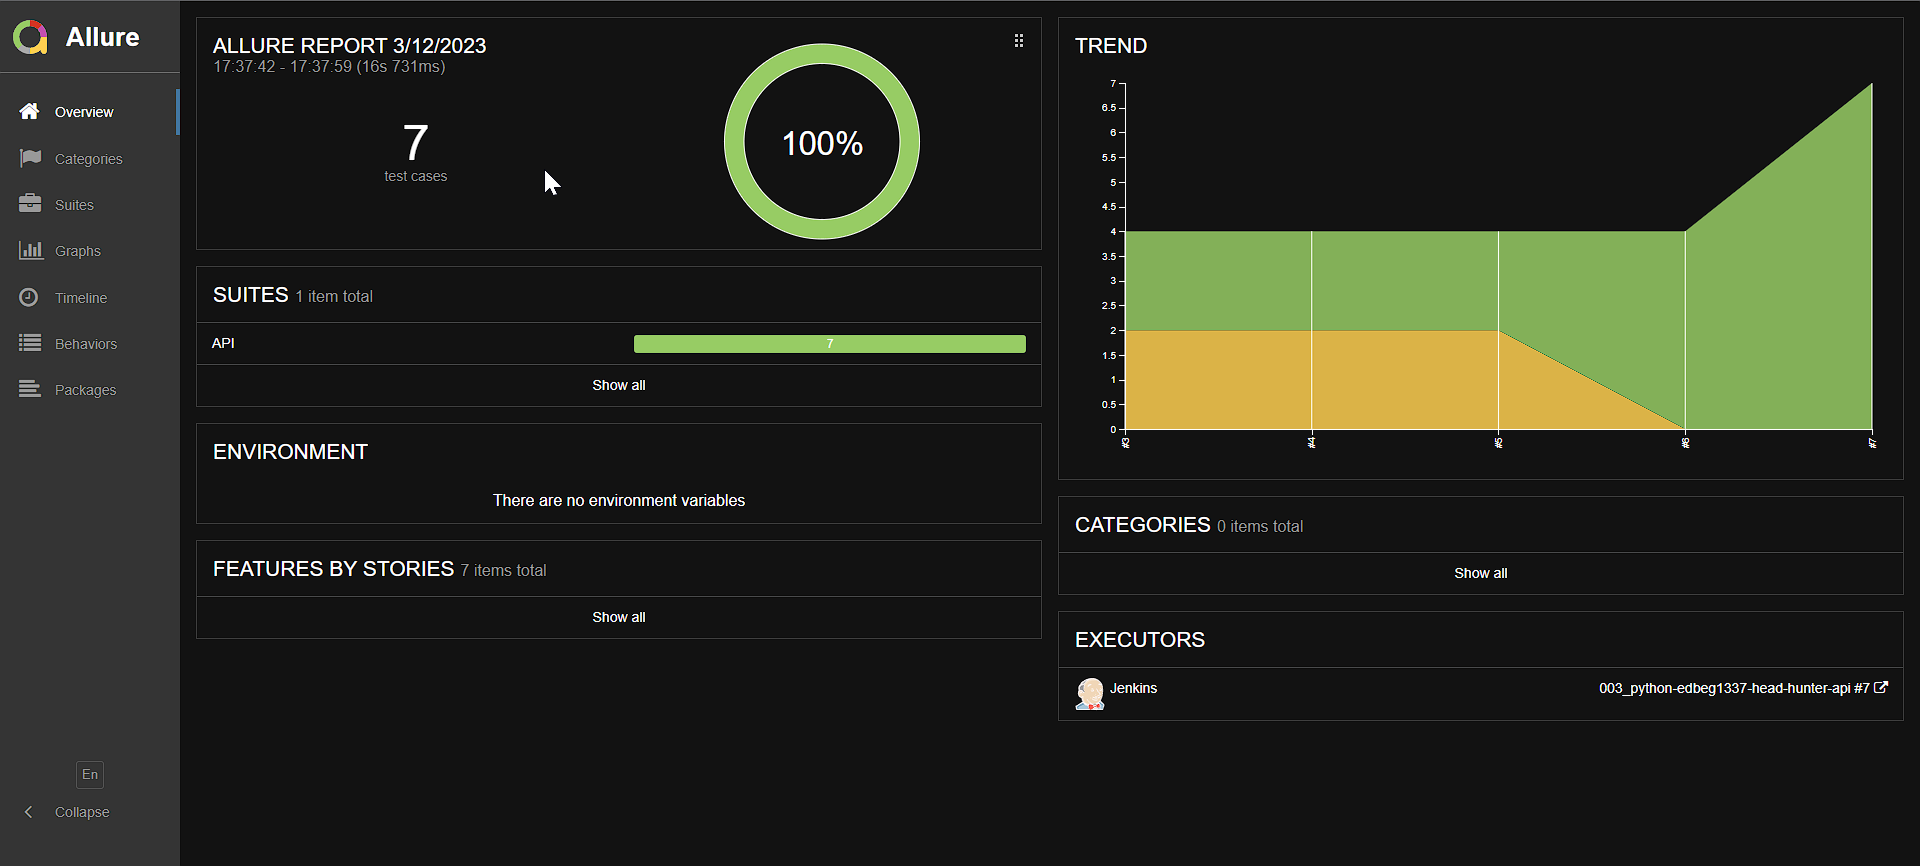 Allure
Overview
Categories
Suites
Graphs
Timeline
Behaviors
Packages
En
Collapse
ALLURE REPORT 3/12/2023
17:37:42 - 17:37:59 (16s 731ms)
7
test cases
100%
SUITES 1 item total
API
7
Show all
ENVIRONMENT
There are no environment variables
FEATURES BY STORIES 7 items total
Show all
TREND
7
6.5
6
5.5
5
4.5
4
3.5
3
2.5
2
1.5
1
0.5
0
#3
#4
#5
#6
#7
CATEGORIES 0 items total
Show all
EXECUTORS
Jenkins
003_python-edbeg1337-head-hunter-api #7